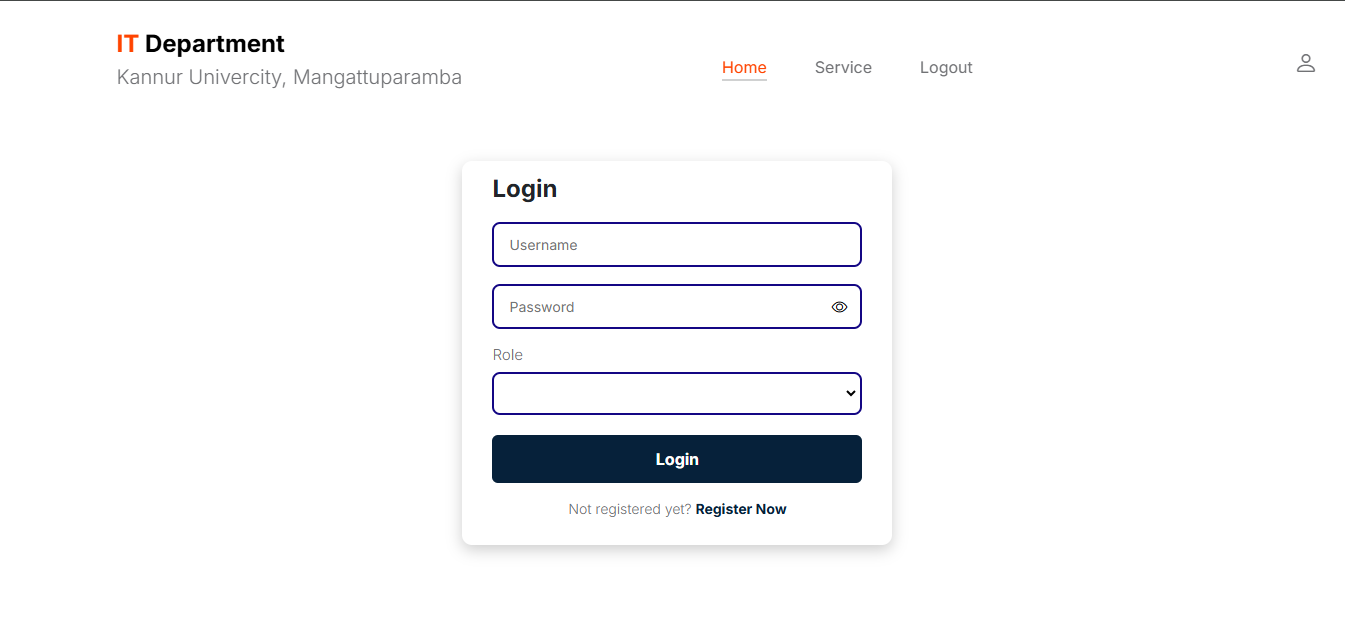 IT Department
Kannur Univercity, Mangattuparamba
Home Service Logout
Login
Username
Password
Role
Login
Not registered yet? Register Now